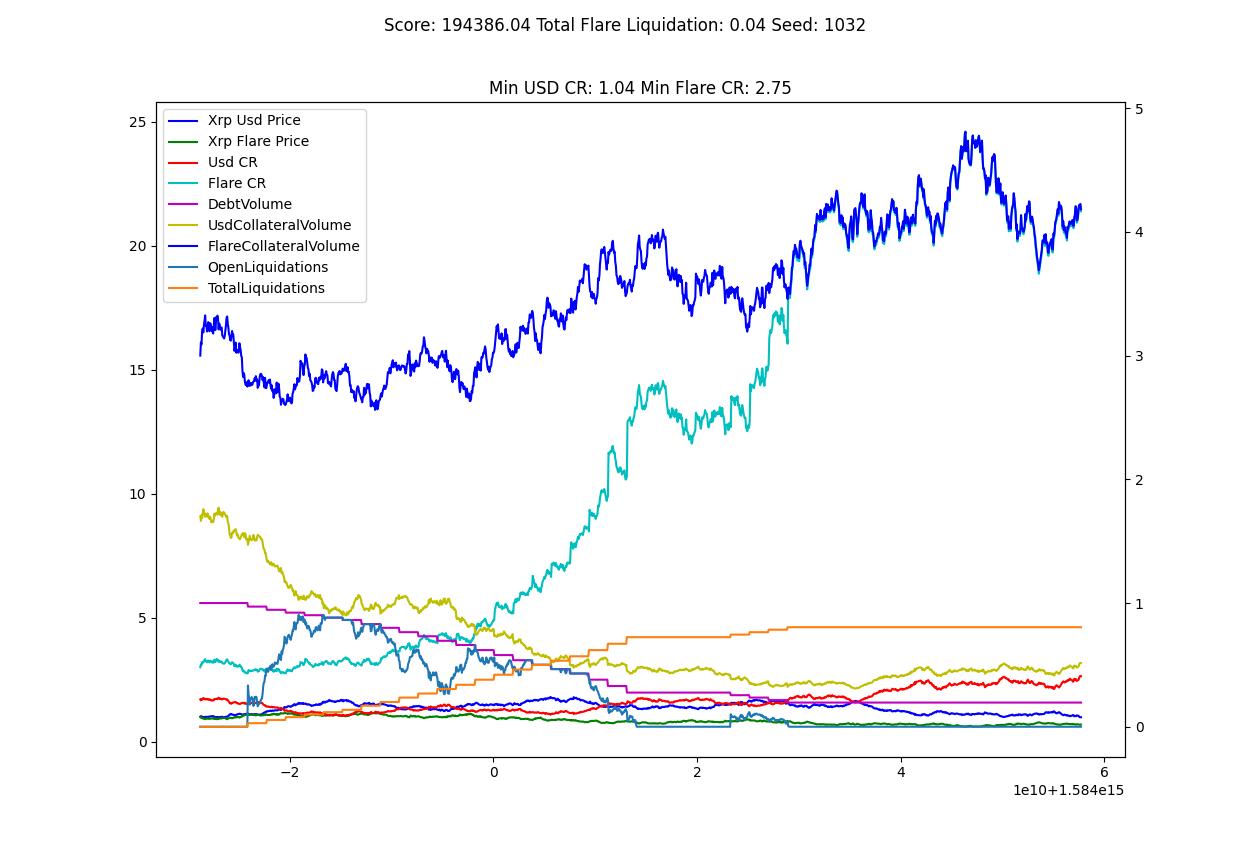 Score: 194386.04 Total Flare Liquidation: 0.04 Seed: 1032
Min USD CR: 1.04 Min Flare CR: 2.75
Xrp Usd Price
Xrp Flare Price
Usd CR
Flare CR
DebtVolume
UsdCollateralVolume
FlareCollateralVolume
OpenLiquidations
TotalLiquidations
25
20
15
10
5
0
5
4
3
2
1
0
−2
0
2
4
6
1e10+1.584e15